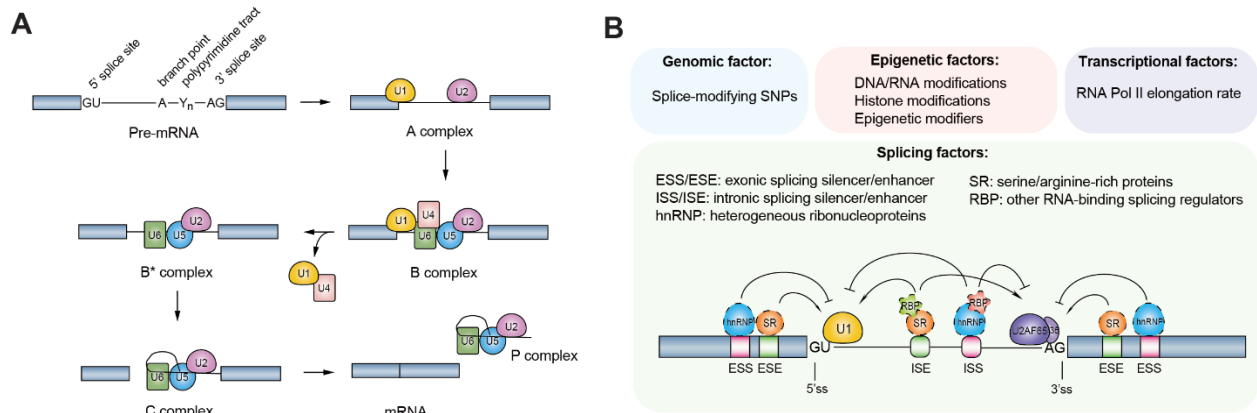 A
5' splice site
branch point
polypyrimidine tract
3' splice site
GU
A
Yn
AG
Pre-mRNA
U1
U2
A complex
U1
U4
U6
U5
U2
B complex
U1
U4
U6
U5
U2
B* complex
U6
U5
U2
C complex
mRNA
U6
U5
U2
P complex
B
Genomic factor:
Splice-modifying SNPs
Epigenetic factors:
DNA/RNA modifications
Histone modifications
Epigenetic modifiers
Transcriptional factors:
RNA Pol II elongation rate
Splicing factors:
ESS/ESE: exonic splicing silencer/enhancer
ISS/ISE: intronic splicing silencer/enhancer
hnRNP: heterogeneous ribonucleoproteins
SR: serine/arginine-rich proteins
RBP: other RNA-binding splicing regulators
hnRNP
SR
U1
RBP
SR
RBP
hnRNP
U2AF65
35
SR
hnRNP
GU
AG
ESS
ESE
ISE
ISS
ESE
ESS
5'ss
3'ss